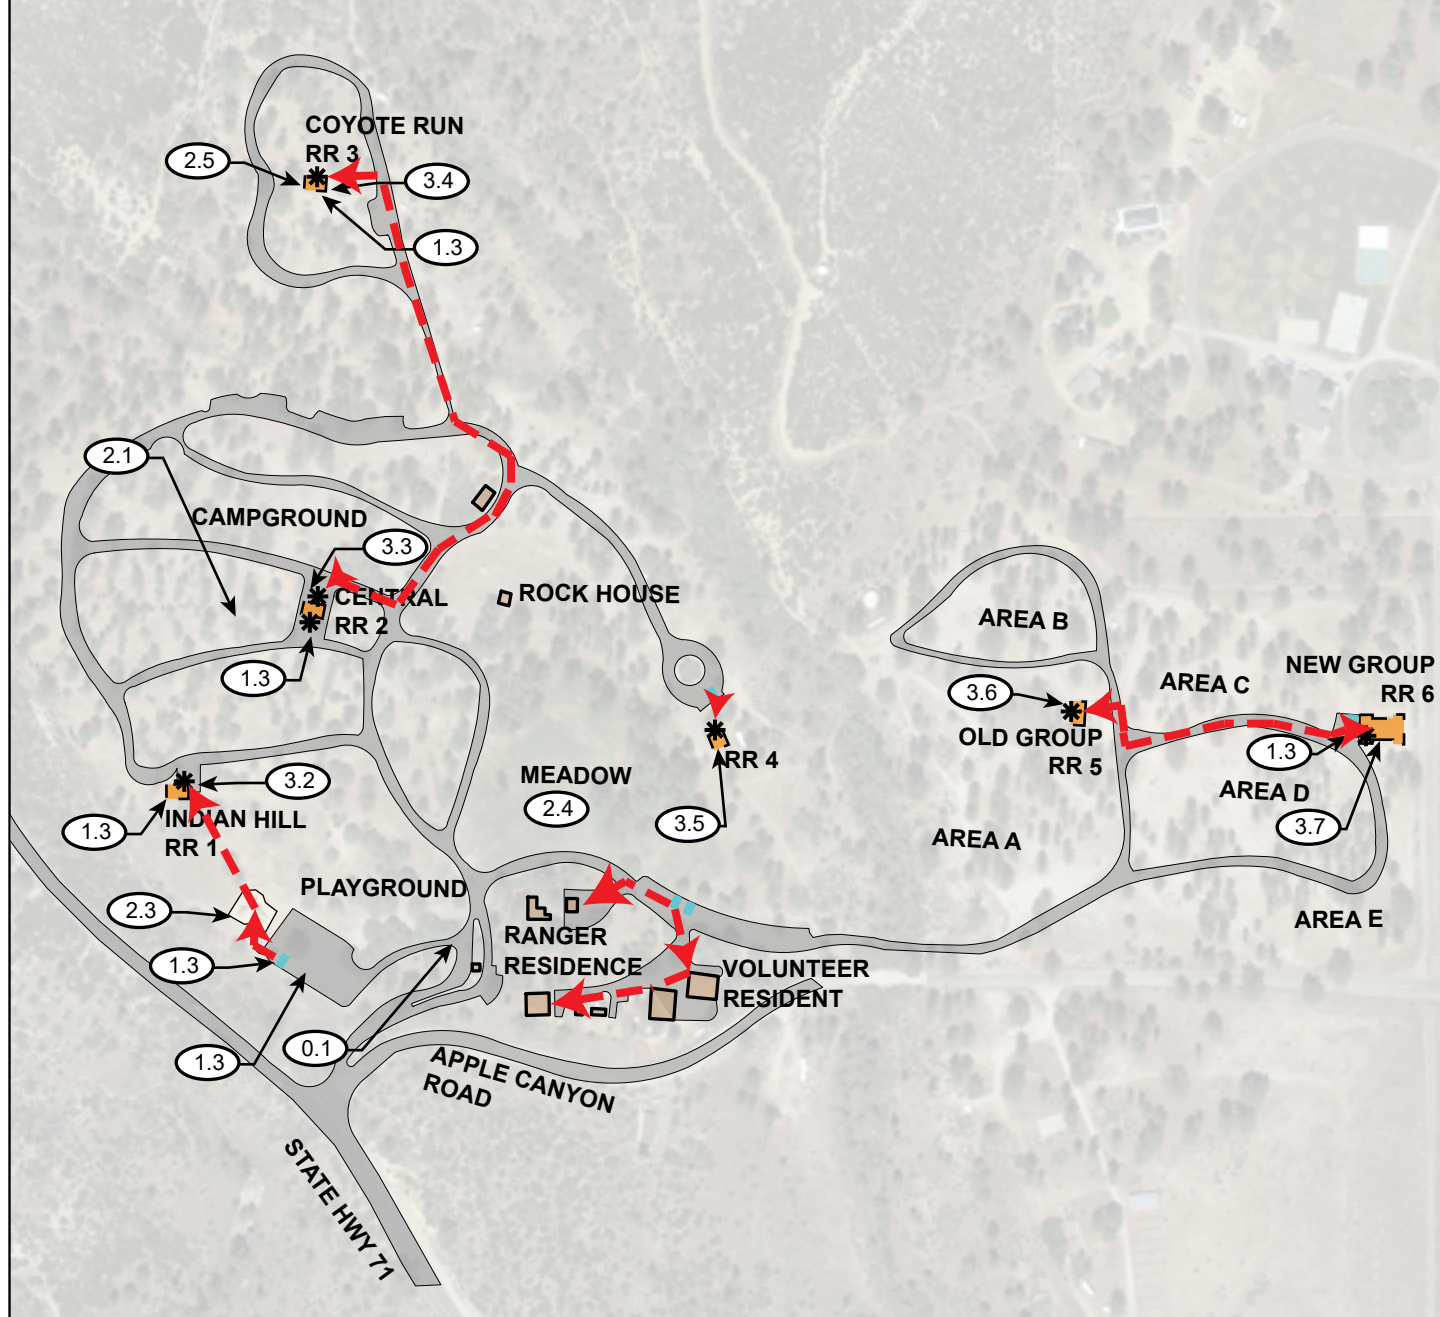 COYOTE RUN
RR 3
2.5
3.4
1.3
2.1
CAMPGROUND
3.3
CENTRAL
RR 2
1.3
ROCK HOUSE
AREA B
AREA C
NEW GROUP
RR 6
3.6
OLD GROUP
RR 5
1.3
AREA D
3.7
AREA A
AREA E
RR 4
3.5
MEADOW
2.4
3.2
1.3
INDIAN HILL
RR 1
PLAYGROUND
2.3
1.3
1.3
0.1
RANGER
RESIDENCE
VOLUNTEER
RESIDENT
APPLE CANYON
ROAD
STATE HWY 71